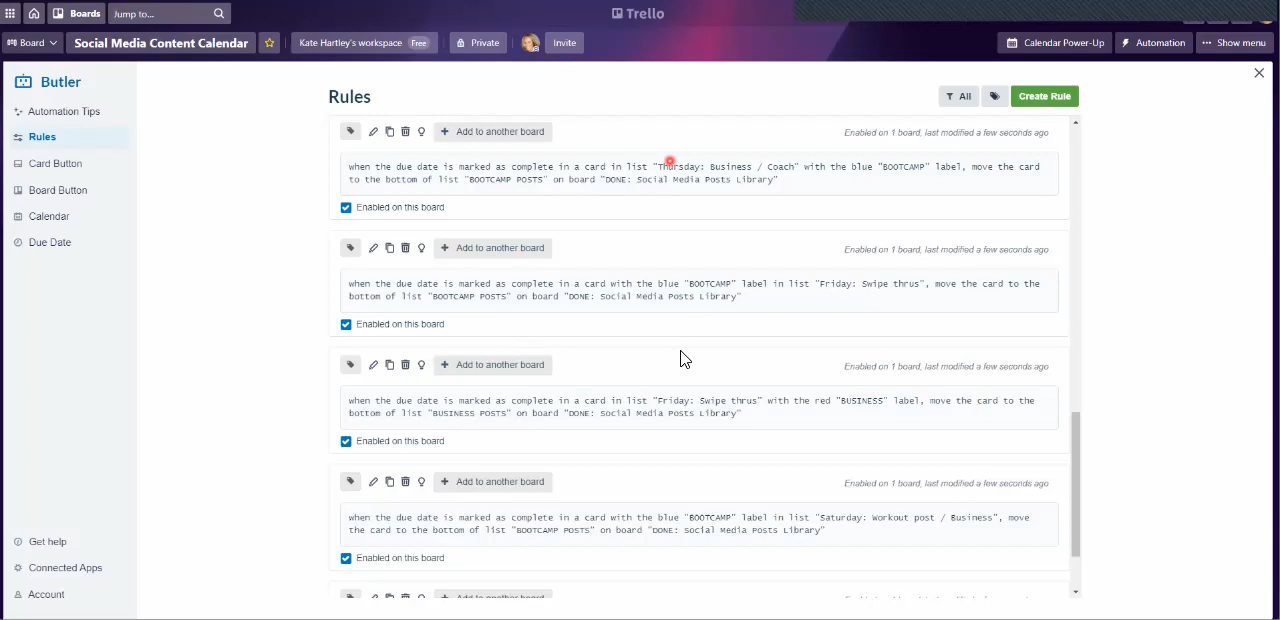 Boards
Jump to...
Trello
Board
Social Media Content Calendar
Kate Hartley's workspace
Free
Private
Invite
Calendar Power-Up
Automation
Show menu
Butler
Automation Tips
Rules
Card Button
Board Button
Calendar
Due Date
Get help
Connected Apps
Account
Rules
All
Create Rule
Add to another board
Enabled on 1 board, last modified a few seconds ago
when the due date is marked as complete in a card in list "Thursday: Business / Coach" with the blue "BOOTCAMP" label, move the card
to the bottom of list "BOOTCAMP POSTS" on board "DONE: Social Media Posts Library"
Enabled on this board
Add to another board
Enabled on 1 board, last modified a few seconds ago
when the due date is marked as complete in a card with the blue "BOOTCAMP" label in list "Friday: Swipe thrus", move the card to the
bottom of list "BOOTCAMP POSTS" on board "DONE: Social Media Posts Library"
Enabled on this board
Add to another board
Enabled on 1 board, last modified a few seconds ago
when the due date is marked as complete in a card in list "Friday: Swipe thrus" with the red "BUSINESS" label, move the card to the
bottom of list "BUSINESS POSTS" on board "DONE: Social Media Posts Library"
Enabled on this board
Add to another board
Enabled on 1 board, last modified a few seconds ago
when the due date is marked as complete in a card with the blue "BOOTCAMP" label in list "Saturday: Workout post / Business", move
the card to the bottom of list "BOOTCAMP POSTS" on board "DONE: Social Media Posts Library"
Enabled on this board
Add to another board